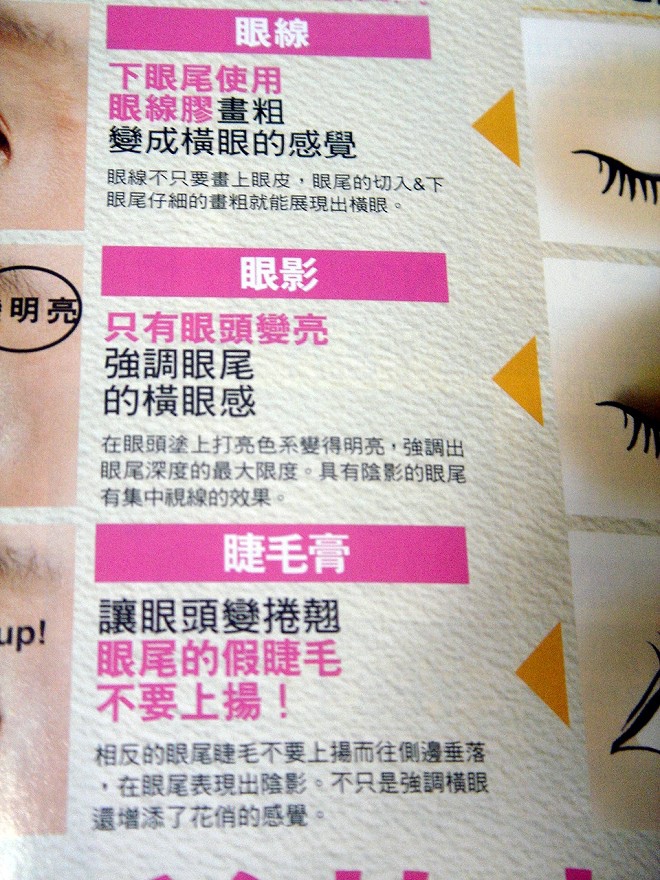 眼線
下眼尾使用
眼線膠畫粗
變成橫眼的感覺
眼線不只要畫上眼皮，眼尾的切入&下
眼尾仔細的畫粗就能展現出橫眼。
眼影
明亮
只有眼頭變亮
強調眼尾
的橫眼感
在眼頭塗上打亮色系變得明亮，強調出
眼尾深度的最大限度。具有陰影的眼尾
有集中視線的效果。
睫毛膏
up!
讓眼頭變捲翹
眼尾的假睫毛
不要上揚！
相反的眼尾睫毛不要上揚而往側邊垂落
，在眼尾表現出陰影。不只是強調橫眼
還增添了花俏的感覺。